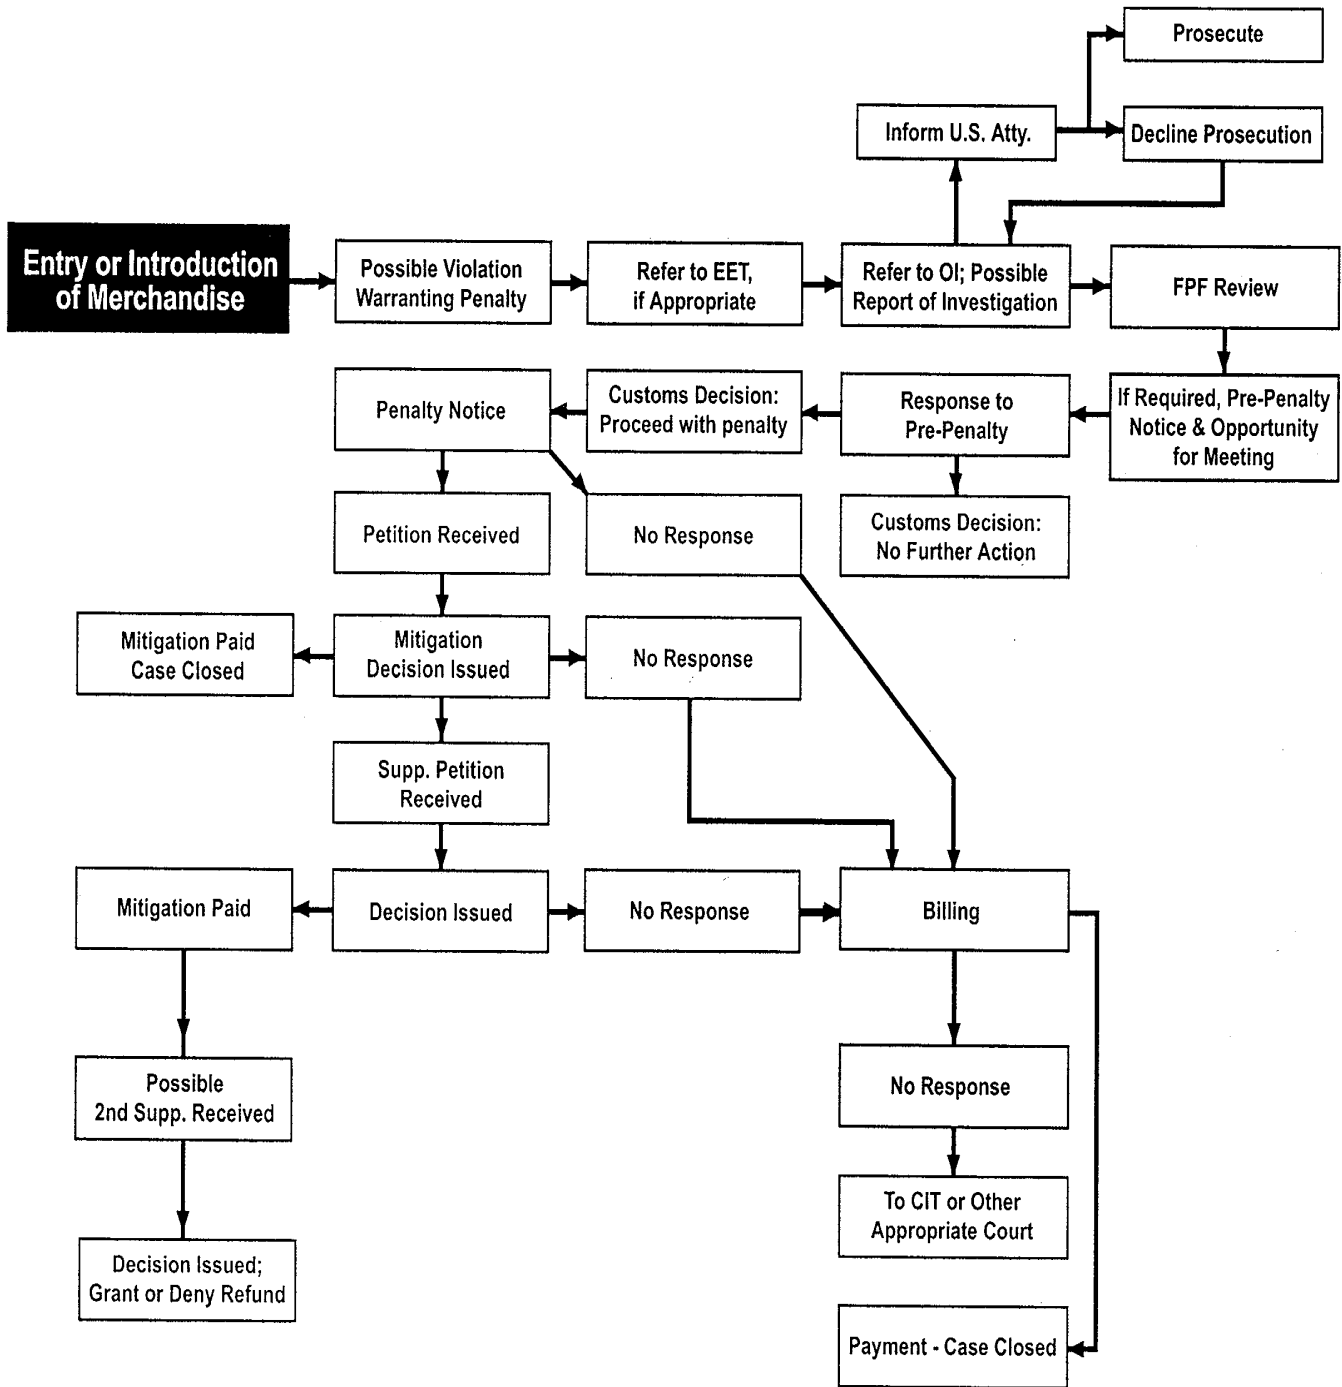 Prosecute
Inform U.S. Atty.
Decline Prosecution
Entry or Introduction
of Merchandise
Possible Violation
Warranting Penalty
Refer to EET,
if Appropriate
Refer to OI; Possible
Report of Investigation
FPF Review
Penalty Notice
Customs Decision:
Proceed with penalty
Response to
Pre-Penalty
If Required, Pre-Penalty
Notice & Opportunity
for Meeting
Petition Received
No Response
Customs Decision:
No Further Action
Mitigation Paid
Case Closed
Mitigation
Decision Issued
No Response
Supp. Petition
Received
Mitigation Paid
Decision Issued
No Response
Billing
Possible
2nd Supp. Received
No Response
To CIT or Other
Appropriate Court
Decision Issued;
Grant or Deny Refund
Payment - Case Closed